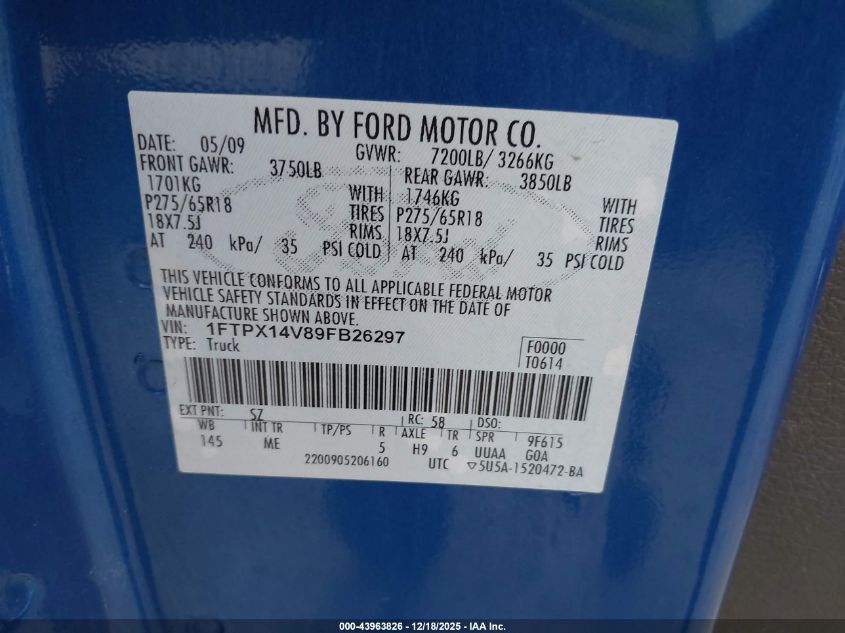 MFD. BY FORD MOTOR CO.
DATE: 05/09 GVWR: 7200LB/ 3266KG
FRONT GAWR: 3750LB REAR GAWR: 3850LB
1701KG WITH 1746KG WITH
P275/65R18 TIRES P275/65R18 TIRES
18X7.5J RIMS 18X7.5J RIMS
AT 240 kPa/ 35 PSI COLD AT 240 kPa/ 35 PSI COLD
THIS VEHICLE CONFORMS TO ALL APPLICABLE FEDERAL MOTOR
VEHICLE SAFETY STANDARDS IN EFFECT ON THE DATE OF
MANUFACTURE SHOWN ABOVE.
VIN: 1FTPX14V89FB26297
TYPE: Truck
F0000
T0614
EXT PNT: SZ RC: 58 DSO:
WB INT TR TP/PS R AXLE TR SPR 9F615
145 ME 5 H9 6 UUAA G0A
2200905206160 UTC ▽5U5A-1520472-BA
000-43963826 - 12/18/2025 - IAA Inc.